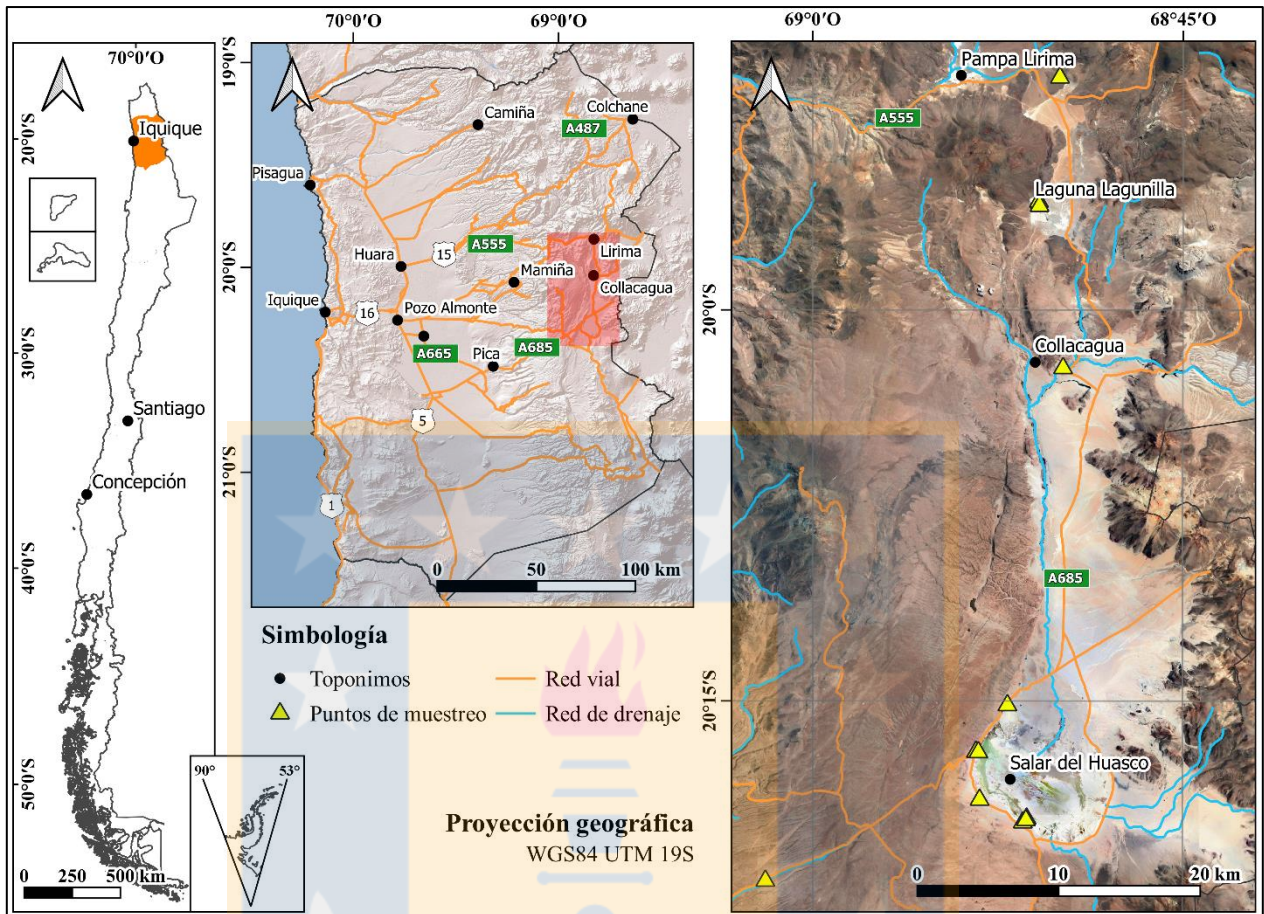 70°0'O
20°0'S
30°0'S
40°0'S
50°0'S
Iquique
Santiago
Concepción
90°
53°
0
250
500 km
70°0'O
69°0'O
19°0'S
20°0'S
21°0'S
Camiña
Colchane
A487
Pisagua
Huara
15
A555
Lirima
Mamiña
Collacagua
Iquique
16
Pozo Almonte
A665
A685
Pica
5
1
0
50
100 km
Simbología
Toponimos
Red vial
Puntos de muestreo
Red de drenaje
Proyección geográfica
WGS84 UTM 19S
69°0'O
68°45'O
20°0'S
20°15'S
Pampa Lirima
A555
Laguna Lagunilla
Collacagua
A685
Salar del Huasco
0
10
20 km